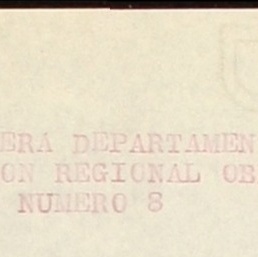 ERA DEPARTAMEN
ON REGIONAL OB
NUMERO 8